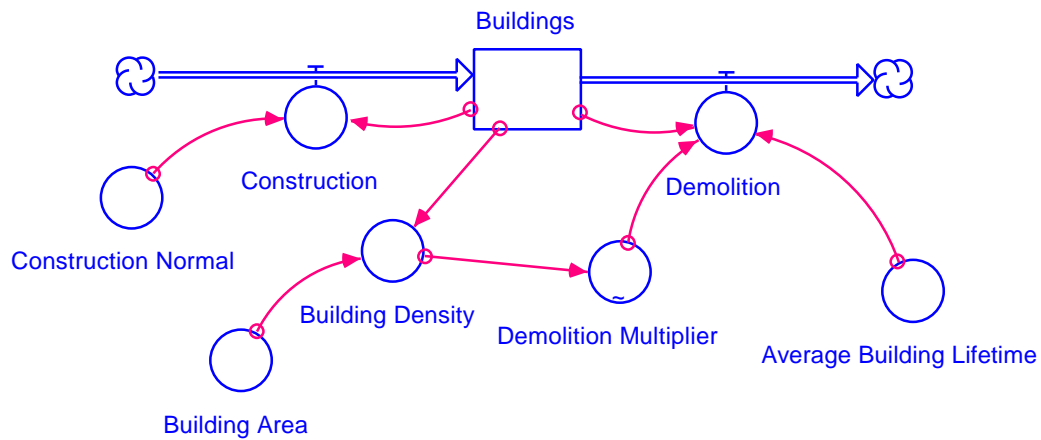 Buildings
Construction
Demolition
Construction Normal
Building Density
Demolition Multiplier
~
Average Building Lifetime
Building Area